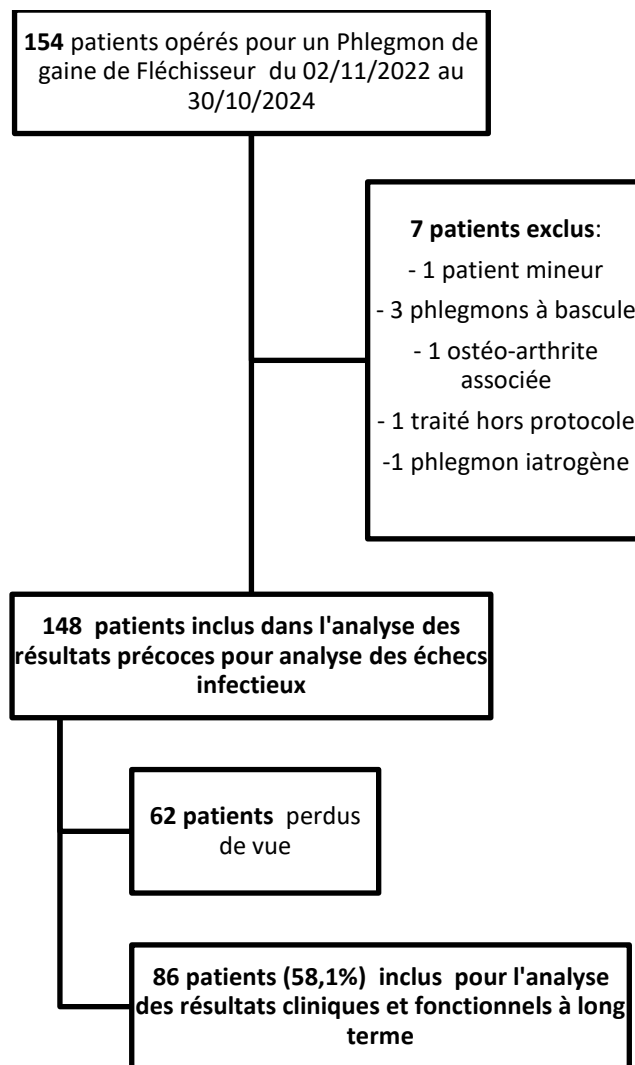 154 patients opérés pour un Phlegmon de
gaine de Fléchisseur du 02/11/2022 au
30/10/2024
7 patients exclus:
- 1 patient mineur
- 3 phlegmons à bascule
- 1 ostéo-arthrite
associée
- 1 traité hors protocole
-1 phlegmon iatrogène
148 patients inclus dans l'analyse des
résultats précoces pour analyse des échecs
infectieux
62 patients perdus
de vue
86 patients (58,1%) inclus pour l'analyse
des résultats cliniques et fonctionnels à long
terme